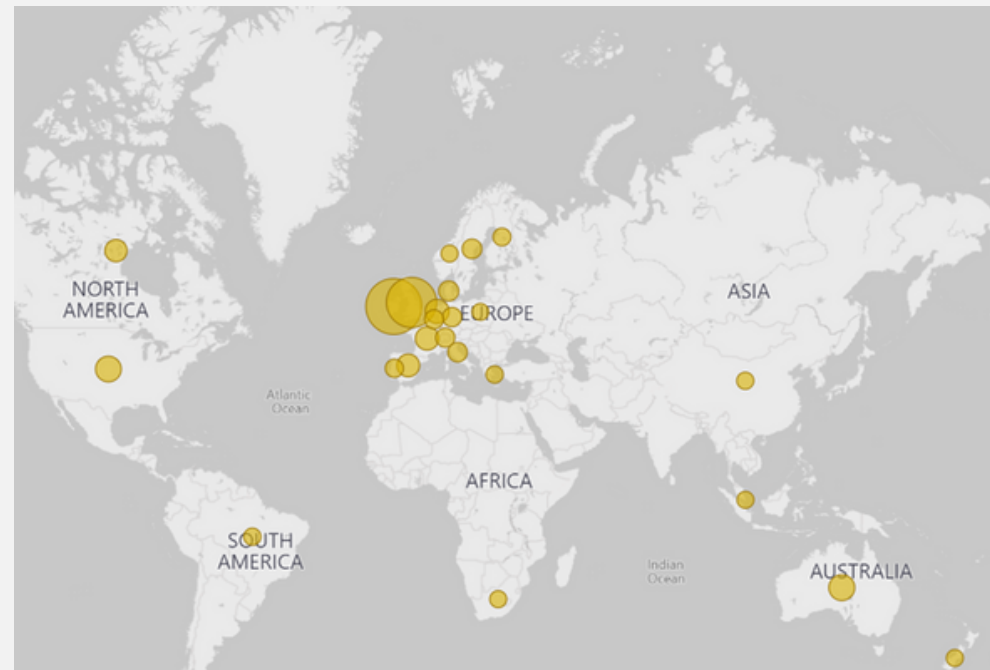 NORTH
AMERICA
EUROPE
ASIA
Atlantic
Ocean
AFRICA
SOUTH
AMERICA
Indian
Ocean
AUSTRALIA